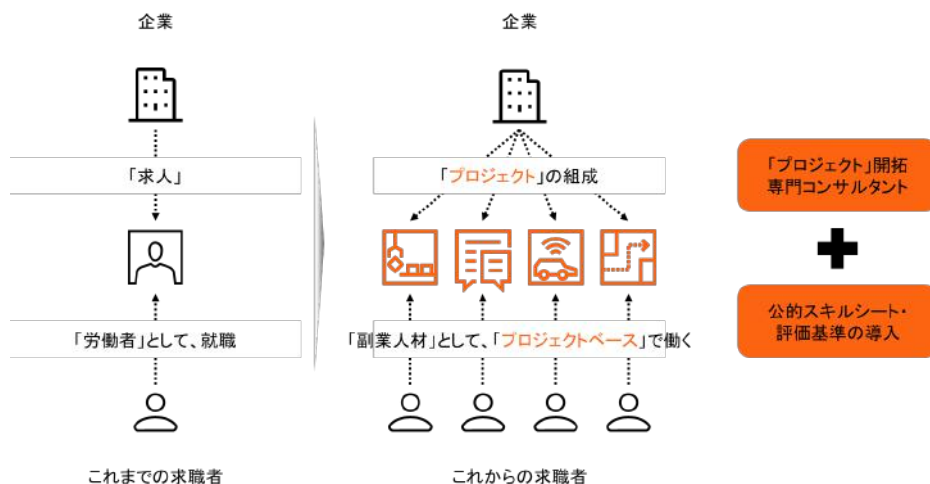 企業
「求人」
「労働者」として、就職
これまでの求職者
企業
「プロジェクト」の組成
「副業人材」として、「プロジェクトベース」で働く
これからの求職者
「プロジェクト」開拓
専門コンサルタント
公的スキルシート・
評価基準の導入